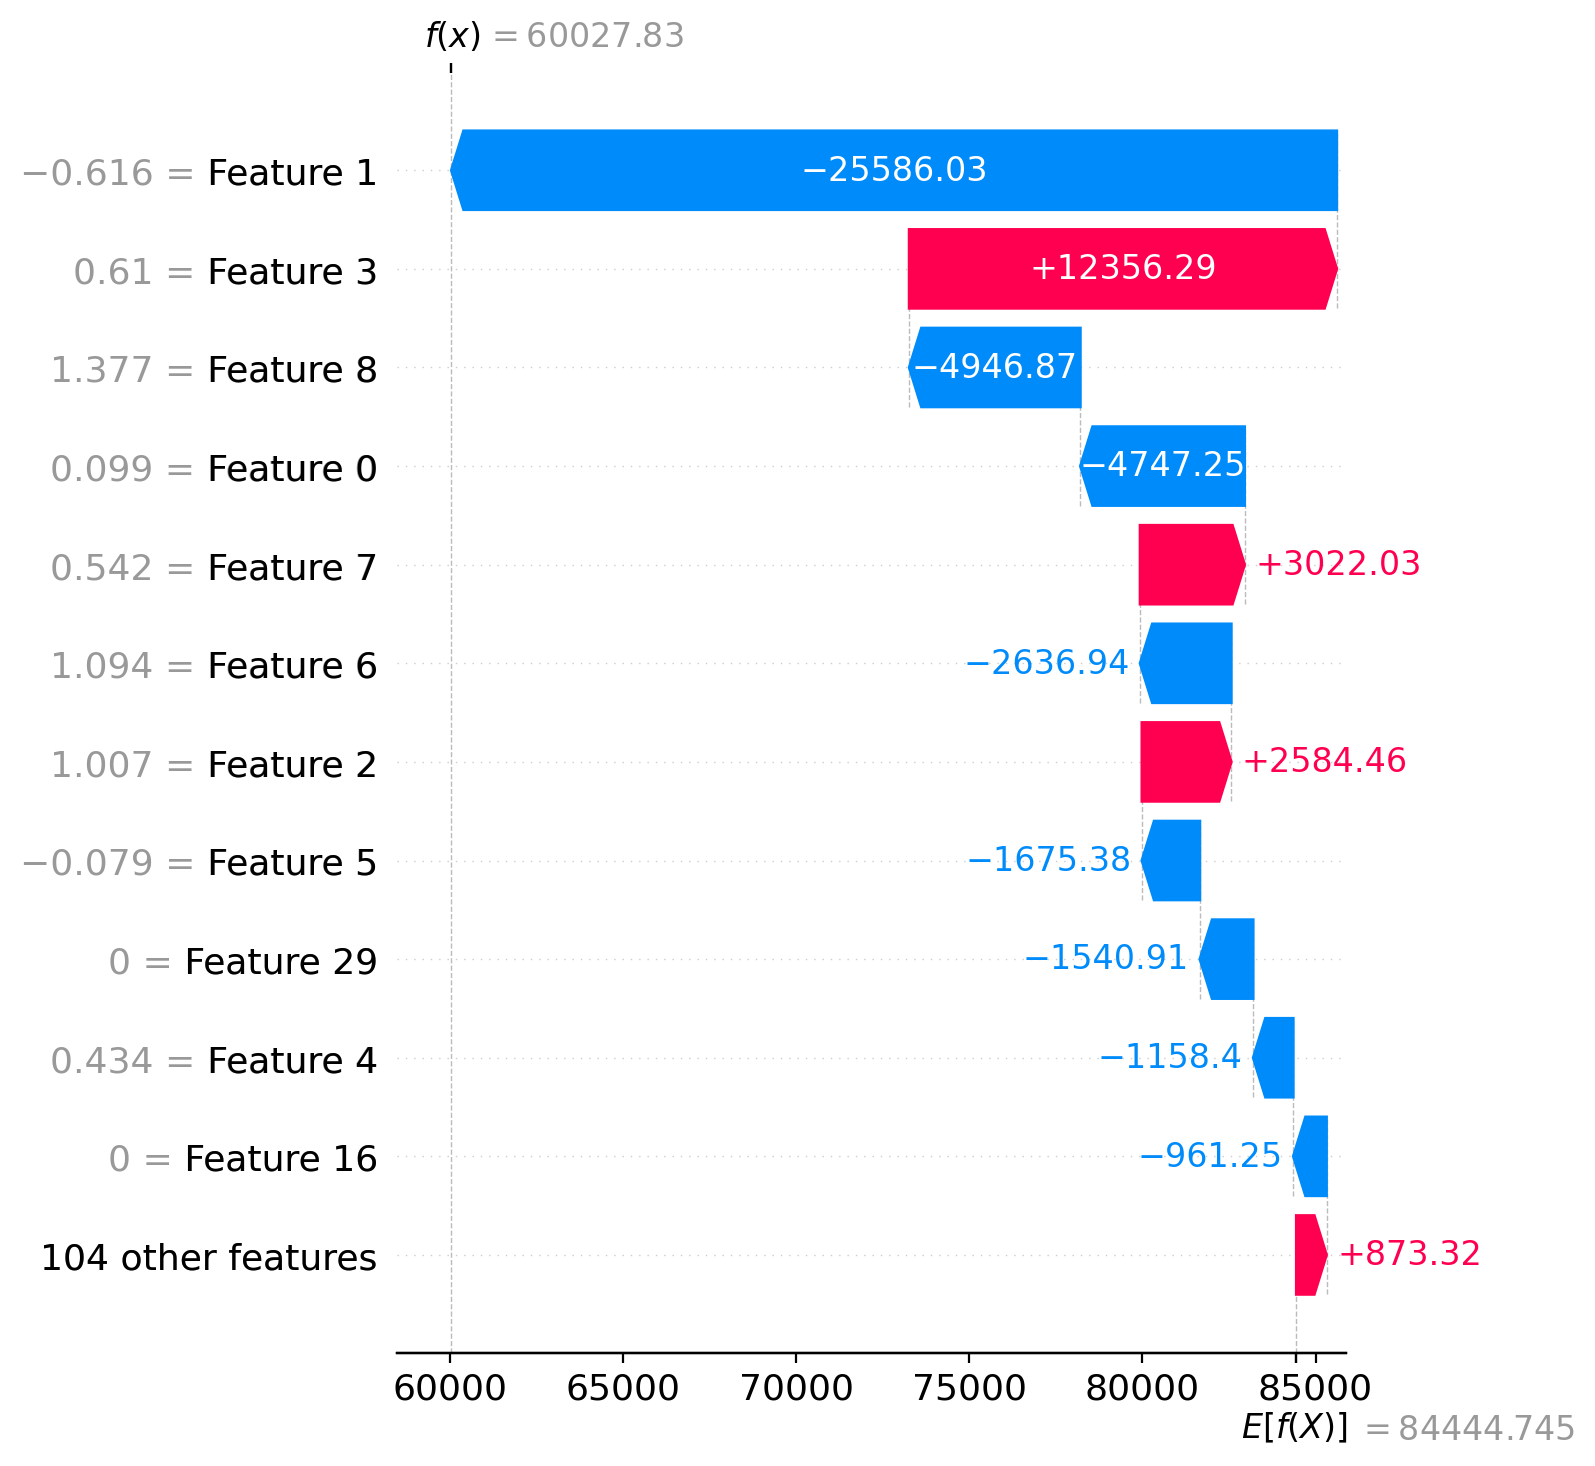 f(x) = 60027.83
−0.616 = Feature 1 −25586.03
0.61 = Feature 3 +12356.29
1.377 = Feature 8 −4946.87
0.099 = Feature 0 −4747.25
0.542 = Feature 7 +3022.03
1.094 = Feature 6 −2636.94
1.007 = Feature 2 +2584.46
−0.079 = Feature 5 −1675.38
0 = Feature 29 −1540.91
0.434 = Feature 4 −1158.4
0 = Feature 16 −961.25
104 other features +873.32
60000 65000 70000 75000 80000 85000
E[f(X)] = 84444.745